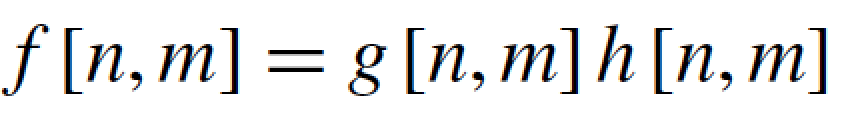 f [n, m] = g [n, m] h [n, m]